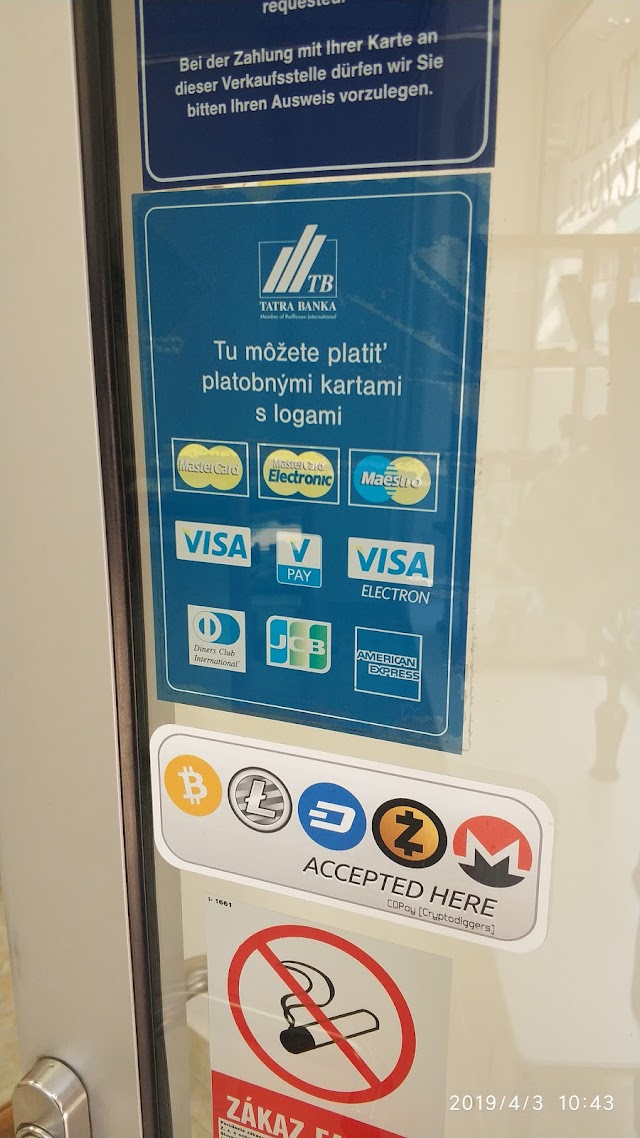 requested.
Bei der Zahlung mit Ihrer Karte an
dieser Verkaufsstelle dürfen wir Sie
bitten Ihren Ausweis vorzulegen.
TB
TATRA BANKA
Member of Raiffeisen International
Tu môžete platiť
platobnými kartami
s logami
MasterCard
MasterCard
Electronic
Maestro
VISA
V
PAY
VISA
ELECTRON
Diners Club
International
JCB
AMERICAN
EXPRESS
ACCEPTED HERE
CDPay [Cryptodiggers]
I- 1661
ZÁKAZ
2019/4/3 10:43